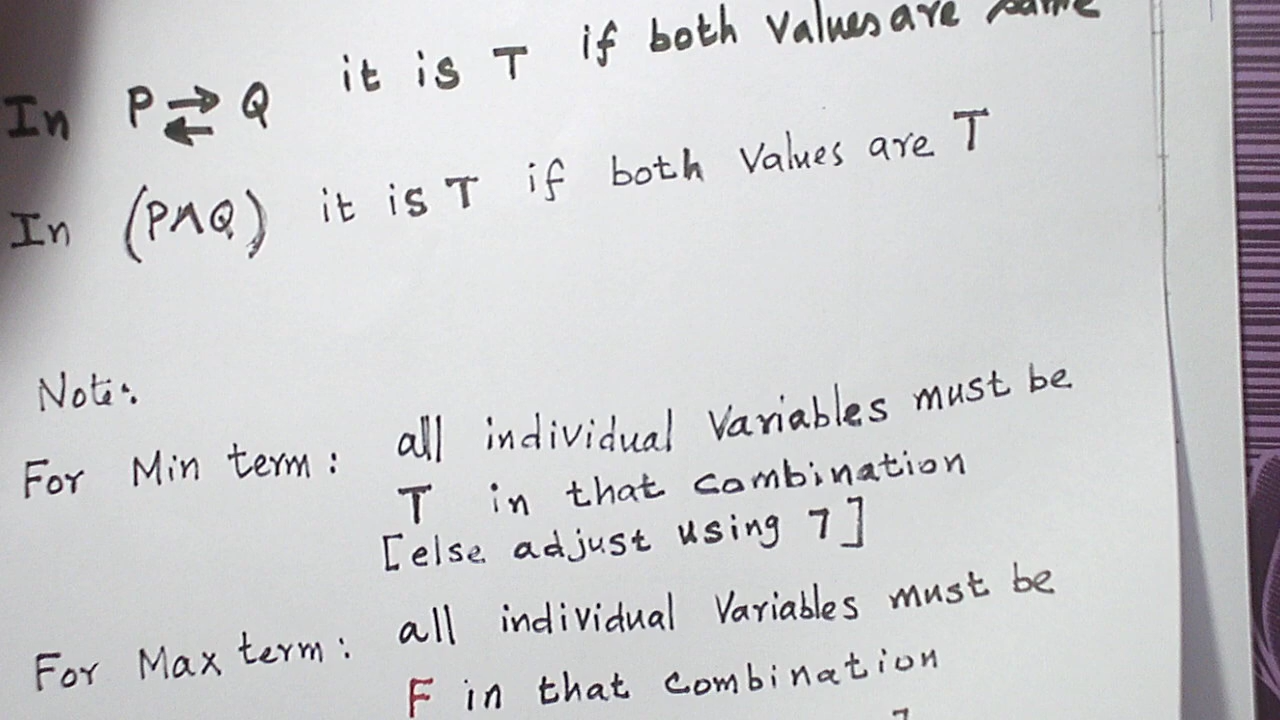 In P ⇄ Q it is T if both Values are same
In (P∧Q) it is T if both Values are T
Note:
For Min term: all individual Variables must be
T in that combination
[else adjust using 7]
For Max term: all individual Variables must be
F in that combination